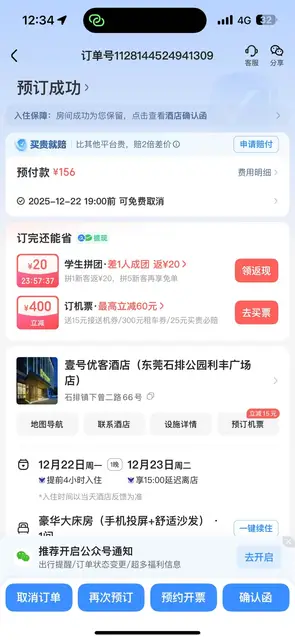 12:34
4G 32
订单号1128144524941309
客服 分享
预订成功
入住保障：房间成功为您保留，点击查看酒店确认函
买贵就赔 比其他平台贵，赔2倍差价 申请赔付
预付款 ¥156 费用明细
2025-12-22 19:00前 可免费取消
订完还能省 提现
¥20
23:57:37
学生拼团·差1人成团 返¥20
拼1新客返¥20，拼5新客再享免单
领返现
¥400
立减
订机票·最高立减60元
送15元接送机券/300元租车券/25元买贵必赔
去买票
壹号优客酒店（东莞石排公园利丰广场店）
石排镇下曾二路66号
立减15元
地图导航 联系酒店 设施详情 预订机票
12月22日周一 1晚 12月23日周二
提前4小时入住 享15:00延迟离店
*入住时间以当天酒店反馈为准
豪华大床房（手机投屏+舒适沙发）·
1间
一键续住
推荐开启公众号通知
出行提醒/订单状态变更/超多福利信息
去开启
取消订单 再次预订 预约开票 确认函